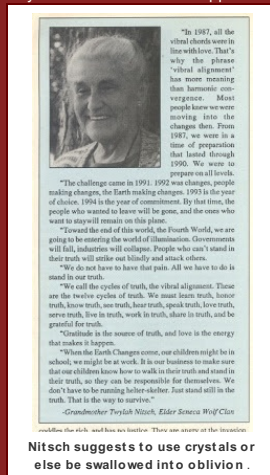 "In 1987, all the
vibral chords were in
line with love. That's
why the phrase
'vibral alignment'
has more meaning
than harmonic con-
vergence. Most
people knew we were
moving into the
changes then. From
1987, we were in a
time of preparation
that lasted through
1990. We were to
prepare on all levels.
"The challenge came in 1991. 1992 was changes, people
making changes, the Earth making changes. 1993 is the year
of choice. 1994 is the year of commitment. By that time, the
people who wanted to leave will be gone, and the ones who
want to stay will remain on this plane.
"Toward the end of this world, the Fourth World, we are
going to be entering the world of illumination. Governments
will fall, industries will collapse. People who can't stand in
their truth will strike out blindly and attack others.
"We do not have to have that pain. All we have to do is
stand in our truth.
"We call the cycles of truth, the vibral alignment. These
are the twelve cycles of truth. We must learn truth, honor
truth, know truth, see truth, hear truth, speak truth, love truth,
serve truth, live in truth, work in truth, share in truth, and be
grateful for truth.
"Gratitude is the source of truth, and love is the energy
that makes it happen.
"When the Earth Changes come, our children might be in
school; we might be at work. It is our business to make sure
that our children know how to walk in their truth and stand in
their truth, so they can be responsible for themselves. We
don't have to be running helter-skelter. Just stand still in the
truth. That is the way to survive."
-Grandmother Twylah Nitsch, Elder Seneca Wolf Clan
coddles the rich, and has no justice. They are angry at the invasion
Nitsch suggests to use crystals or
else be swallowed into oblivion.